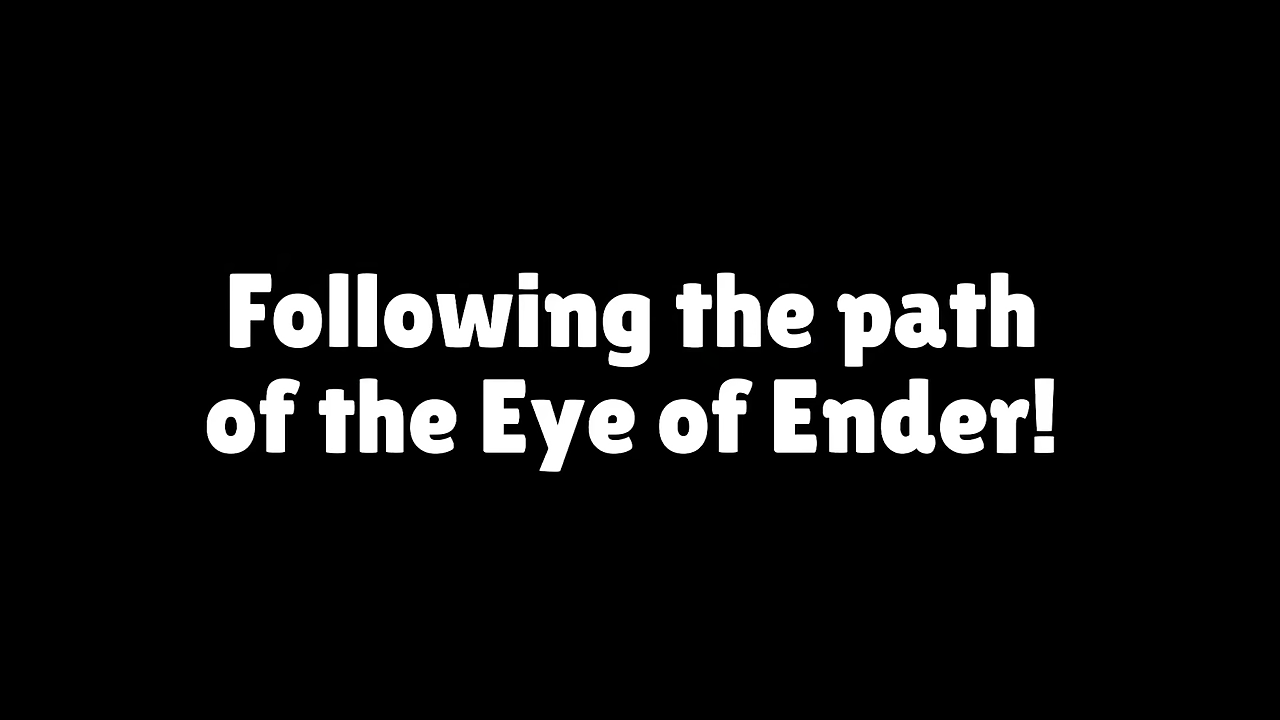 Following the path
of the Eye of Ender!